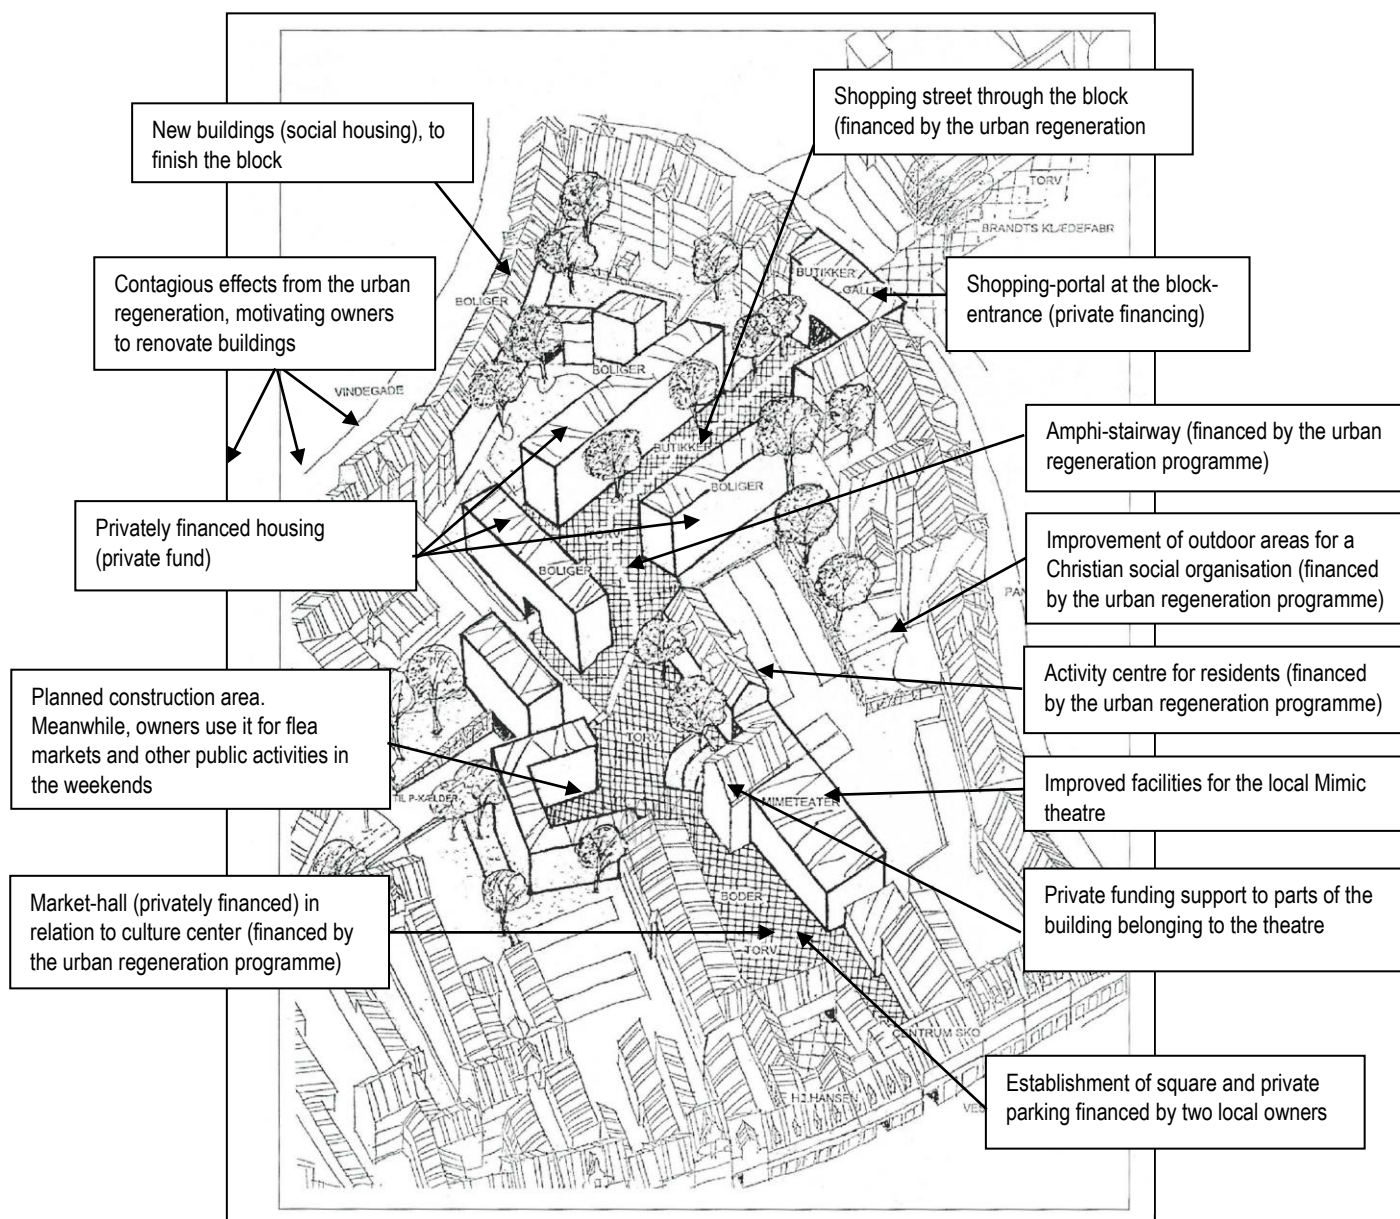 Shopping street through the block
(financed by the urban regeneration
New buildings (social housing), to
finish the block
TORV
BRANDTS KLÆDEFABR
BUTIKKER
Contagious effects from the urban
regeneration, motivating owners
to renovate buildings
Shopping-portal at the block-
entrance (private financing)
BOLIGER
VINDEGADE
BOLIGER
BUTIKKER
Amphi-stairway (financed by the urban
regeneration programme)
BOLIGER
Privately financed housing
(private fund)
TORV
BOLIGER
Improvement of outdoor areas for a
Christian social organisation (financed
by the urban regeneration programme)
PAN
Activity centre for residents (financed
by the urban regeneration programme)
Planned construction area.
Meanwhile, owners use it for flea
markets and other public activities in
the weekends
TORV
TIL P-KÆLDER
MIMETEATER
Improved facilities for the local Mimic
theatre
Market-hall (privately financed) in
relation to culture center (financed by
the urban regeneration programme)
BODER
TORV
Private funding support to parts of the
building belonging to the theatre
CENTRUM SKO
Establishment of square and private
parking financed by two local owners
HANSEN
VES